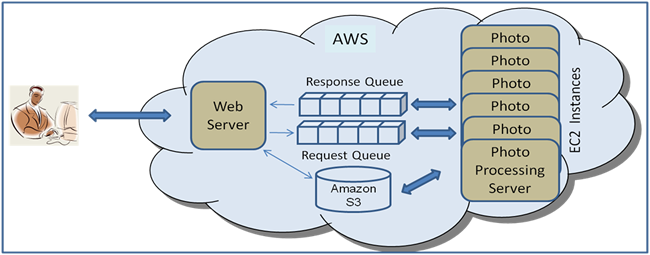 AWS
Response Queue
Web
Server
Request Queue
Amazon
S3
Photo
Photo
Photo
Photo
Photo
Photo
Processing
Server
EC2 Instances